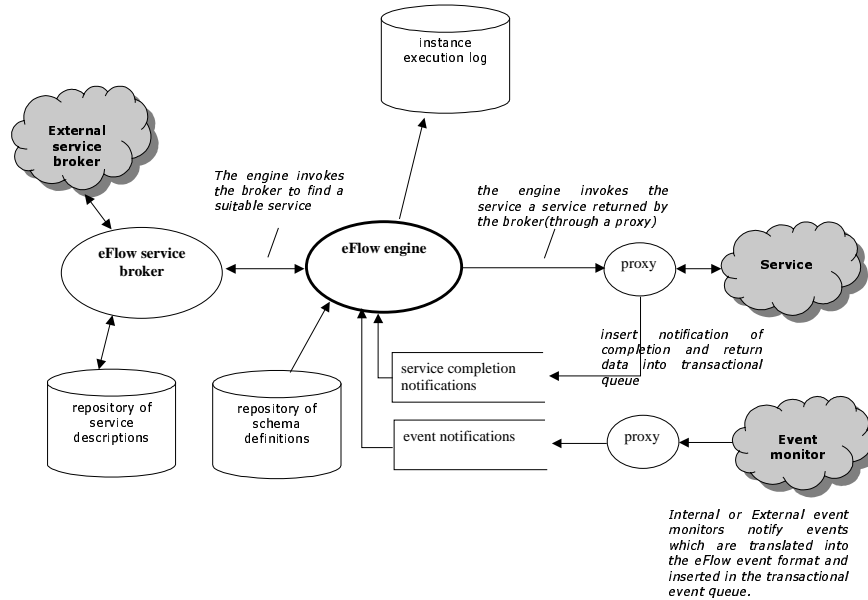 instance
execution log
External
service
broker
The engine invokes
the broker to find a
suitable service
the engine invokes the
service a service returned by
the broker(through a proxy)
eFlow service
broker
eFlow engine
proxy
Service
insert notification of
completion and return
data into transactional
queue
service completion
notifications
repository of
service
descriptions
repository of
schema
definitions
event notifications
proxy
Event
monitor
Internal or External event
monitors notify events
which are translated into
the eFlow event format and
inserted in the transactional
event queue.